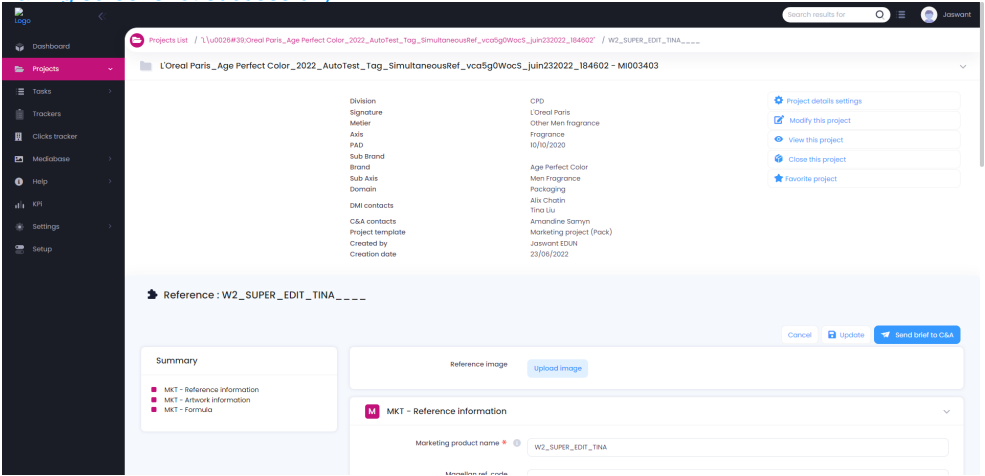 Logo
Search results for
Jaswant
Dashboard
Projects
Tasks
Trackers
Clicks tracker
Mediabase
Help
KPI
Settings
Setup
Projects List / 'L\u0026#39;Oreal Paris_Age Perfect Color_2022_AutoTest_Tag_SimultaneousRef_vca5g0WocS_juin232022_184602' / W2_SUPER_EDIT_TINA____
L'Oreal Paris_Age Perfect Color_2022_AutoTest_Tag_SimultaneousRef_vca5g0WocS_juin232022_184602 - MI003403
Division CPD
Signature L'Oreal Paris
Metier Other Men fragrance
Axis Fragrance
PAD 10/10/2020
Sub Brand
Brand Age Perfect Color
Sub Axis Men Fragrance
Domain Packaging
DMI contacts Alix Chatin
Tina Liu
C&A contacts Amandine Samyn
Project template Marketing project (Pack)
Created by Jaswant EDUN
Creation date 23/06/2022
Project details settings
Modify this project
View this project
Close this project
Favorite project
Reference : W2_SUPER_EDIT_TINA____
Cancel Update Send brief to C&A
Summary
MKT - Reference information
MKT - Artwork information
MKT - Formula
Reference image Upload image
M MKT - Reference information
Marketing product name * W2_SUPER_EDIT_TINA
Magellan ref. code